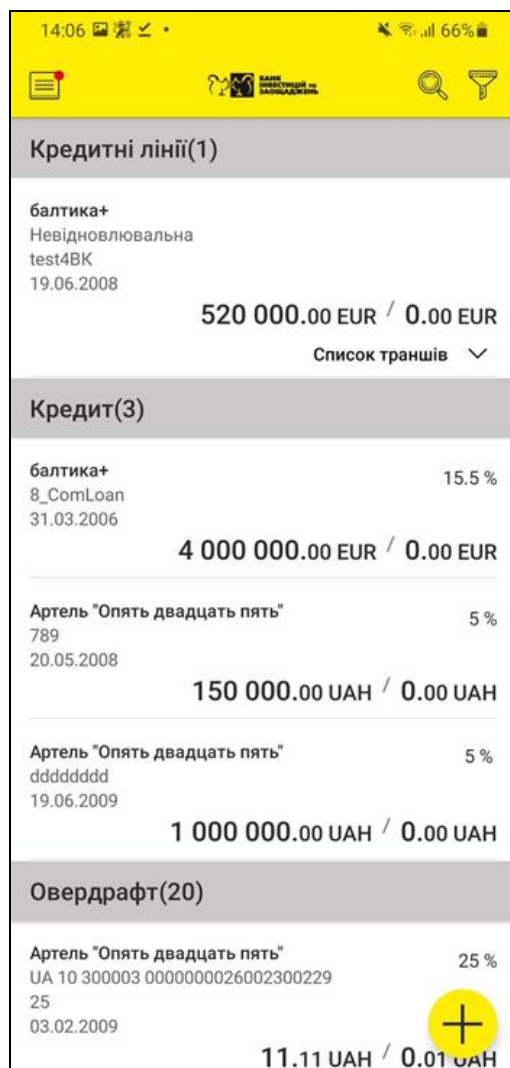 14:06 66%
БАНК
ІНВЕСТИЦІЙ ТА
ЗАОЩАДЖЕНЬ
Кредитні лінії(1)
балтика+
Невідновлювальна
test4BK
19.06.2008
520 000.00 EUR / 0.00 EUR
Список траншів
Кредит(3)
балтика+
15.5 %
8_ComLoan
31.03.2006
4 000 000.00 EUR / 0.00 EUR
Артель "Опять двадцать пять"
5 %
789
20.05.2008
150 000.00 UAH / 0.00 UAH
Артель "Опять двадцать пять"
5 %
dddddddd
19.06.2009
1 000 000.00 UAH / 0.00 UAH
Овердрафт(20)
Артель "Опять двадцать пять"
25 %
UA 10 300003 0000000026002300229
25
03.02.2009
11.11 UAH / 0.01 UAH